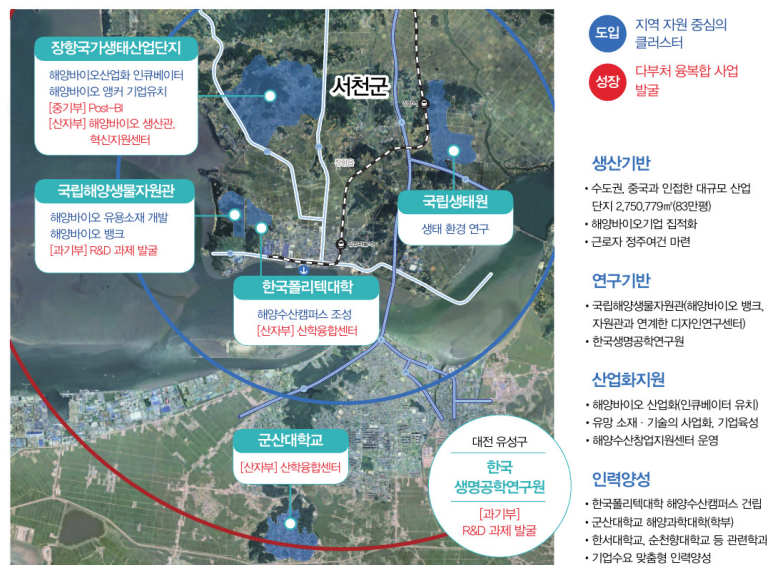 장항국가생태산업단지
해양바이오산업화 인큐베이터
해양바이오 앵커 기업유치
[중기부] Post-BI
[산자부] 해양바이오 생산관,
혁신지원센터
서천군
국립해양생물자원관
해양바이오 유용소재 개발
해양바이오 뱅크
[과기부] R&D 과제 발굴
국립생태원
생태 환경 연구
한국폴리텍대학
해양수산캠퍼스 조성
[산자부] 산학융합센터
군산대학교
[산자부] 산학융합센터
대전 유성구
한국
생명공학연구원
[과기부]
R&D 과제 발굴
도입
지역 자원 중심의
클러스터
성장
다부처 융복합 사업
발굴
생산기반
• 수도권, 중국과 인접한 대규모 산업
단지 2,750,779㎡(83만평)
• 해양바이오기업 집적화
• 근로자 정주여건 마련
연구기반
• 국립해양생물자원관(해양바이오 뱅크,
자원관과 연계한 디자인연구센터)
• 한국생명공학연구원
산업화지원
• 해양바이오 산업화(인큐베이터 유치)
• 유망 소재 · 기술의 사업화, 기업육성
• 해양수산창업지원센터 운영
인력양성
• 한국폴리텍대학 해양수산캠퍼스 건립
• 군산대학교 해양과학대학(학부)
• 한서대학교, 순천향대학교 등 관련학과
• 기업수요 맞춤형 인력양성